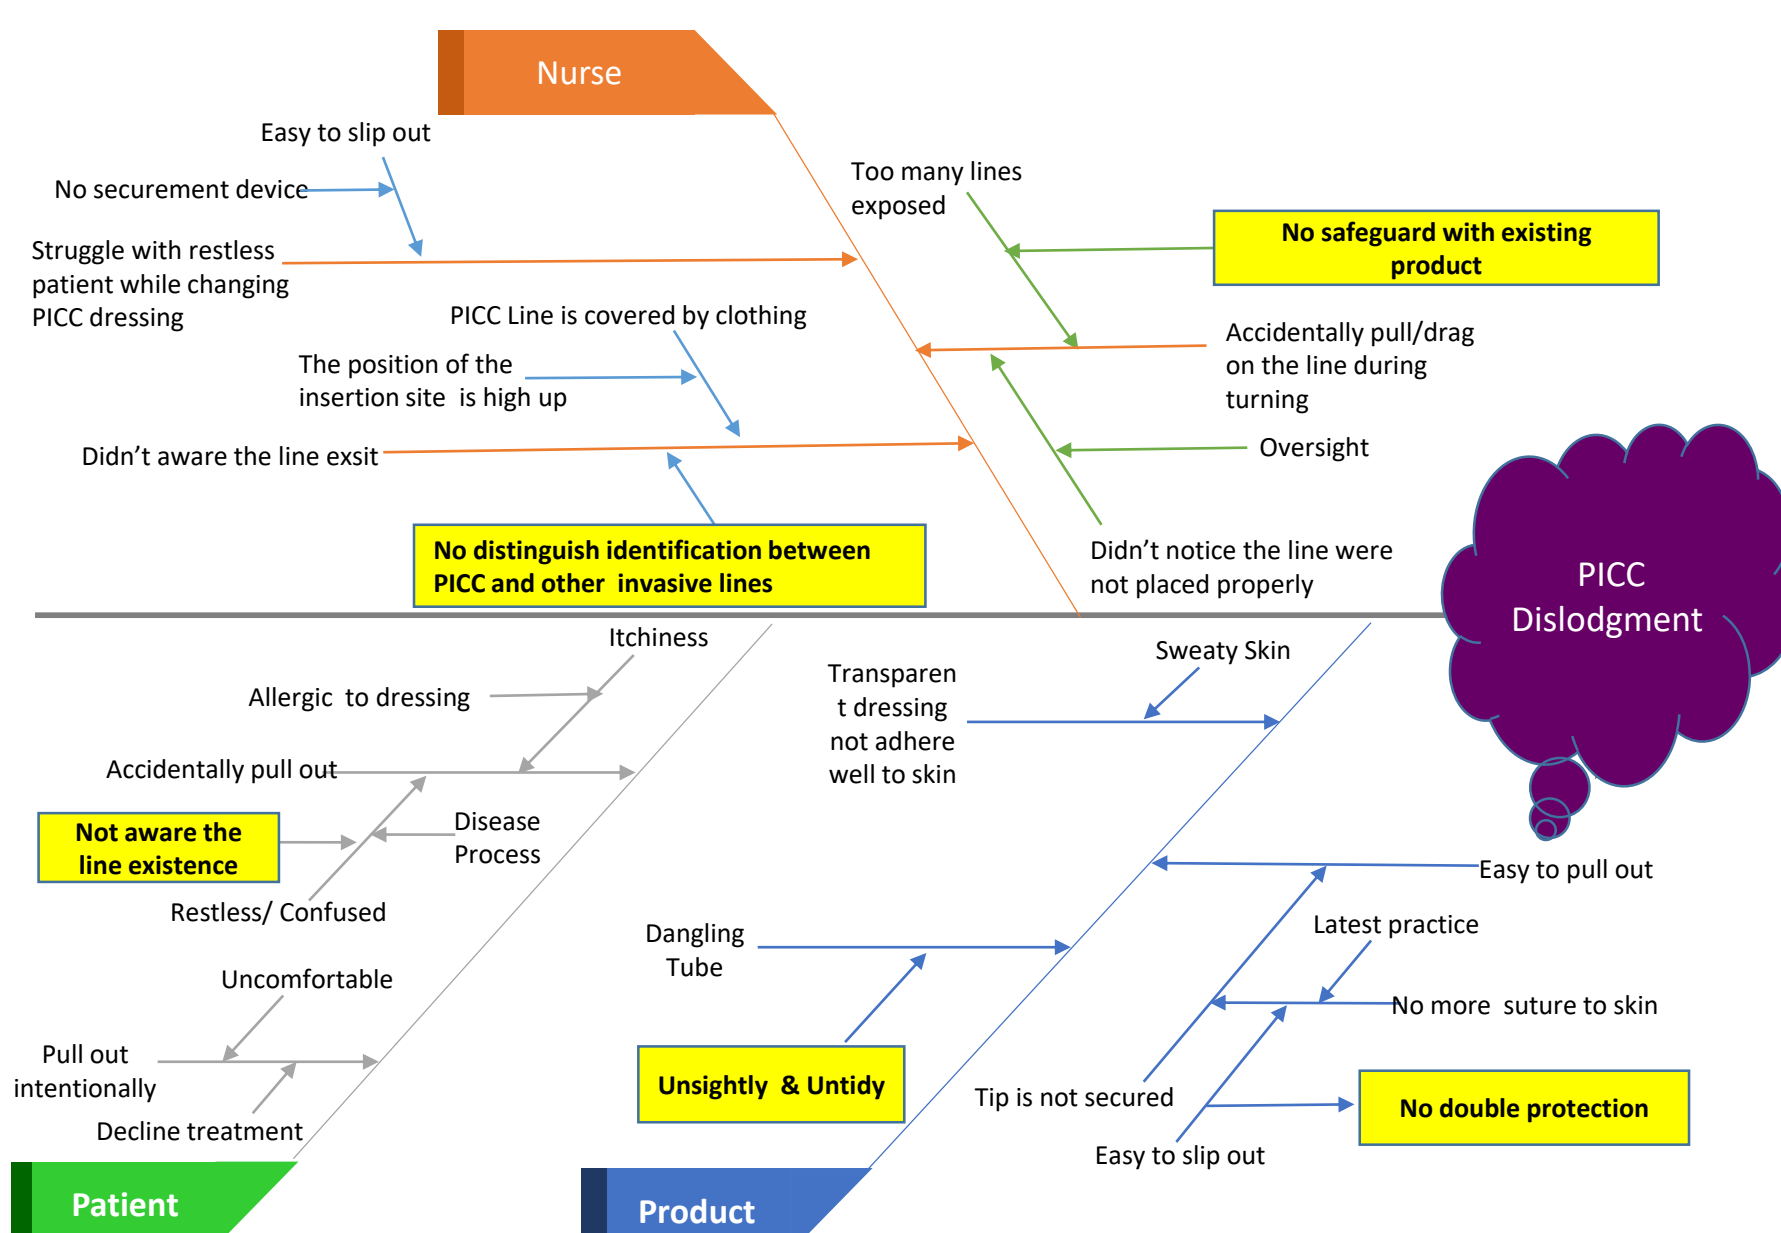 Nurse
Easy to slip out
No securement device
Struggle with restless
patient while changing
PICC dressing
PICC Line is covered by clothing
The position of the
insertion site  is high up
Didn't aware the line exsit
No distinguish identification between
PICC and other  invasive lines
Too many lines
exposed
No safeguard with existing
product
Accidentally pull/drag
on the line during
turning
Oversight
Didn't notice the line were
not placed properly
PICC
Dislodgment
Itchiness
Allergic  to dressing
Accidentally pull out
Not aware the
line existence
Disease
Process
Restless/ Confused
Uncomfortable
Pull out
intentionally
Decline treatment
Patient
Sweaty Skin
Transparen
t dressing
not adhere
well to skin
Easy to pull out
Dangling
Tube
Latest practice
No more  suture to skin
Unsightly  & Untidy
Tip is not secured
No double protection
Easy to slip out
Product